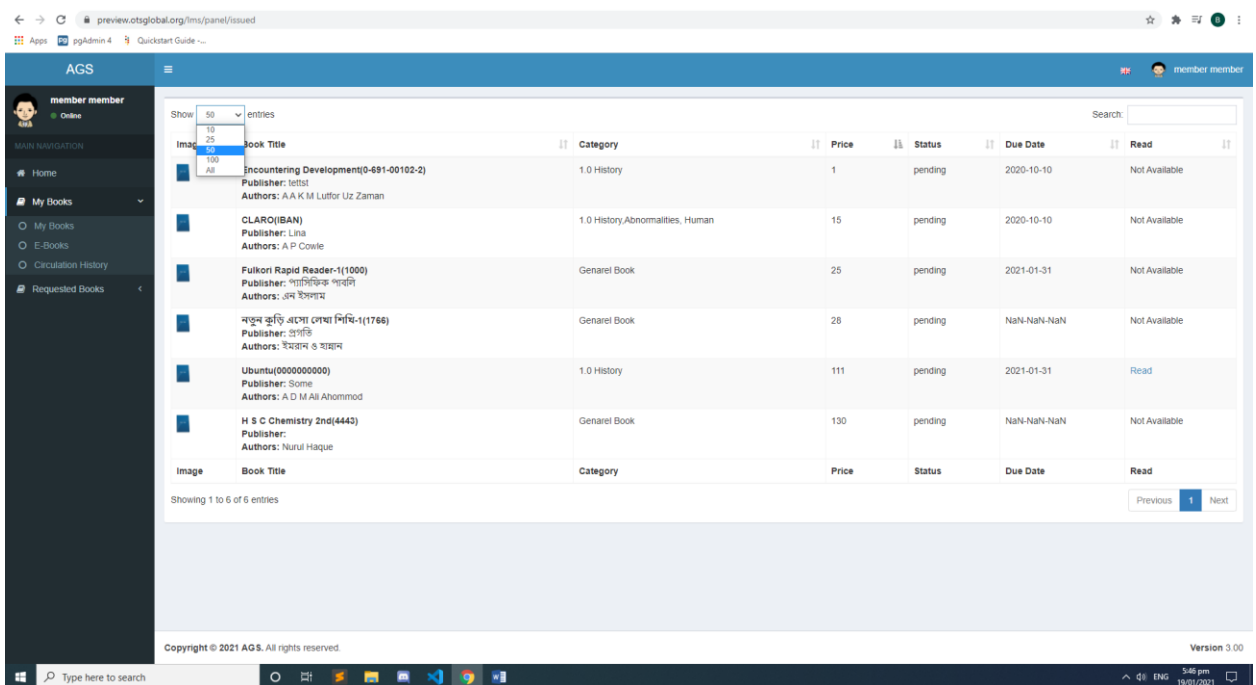 preview.otsglobal.org/lms/panel/issued
Apps pgAdmin 4 Quickstart Guide -...
AGS
member member
member member
Online
MAIN NAVIGATION
Home
My Books
My Books
E-Books
Circulation History
Requested Books
Show 50 entries
Search:
10
25
50
100
All
Book Title Category Price Status Due Date Read
Encountering Development(0-691-00102-2) 1.0 History 1 pending 2020-10-10 Not Available
Publisher: tettst
Authors: A A K M Lutfor Uz Zaman
CLARO(IBAN) 1.0 History,Abnormalities, Human 15 pending 2020-10-10 Not Available
Publisher: Lina
Authors: A P Cowie
Fulkori Rapid Reader-1(1000) Genarel Book 25 pending 2021-01-31 Not Available
Publisher: প্যাসিফিক পাবলি
Authors: এন ইসলাম
নতুন কুড়ি এসো লেখা শিখি-1(1766) Genarel Book 28 pending NaN-NaN-NaN Not Available
Publisher: প্রগতি
Authors: ইমরান ও হান্নান
Ubuntu(0000000000) 1.0 History 111 pending 2021-01-31 Read
Publisher: Some
Authors: A D M Ali Ahommod
H S C Chemistry 2nd(4443) Genarel Book 130 pending NaN-NaN-NaN Not Available
Publisher:
Authors: Nurul Haque
Image Book Title Category Price Status Due Date Read
Showing 1 to 6 of 6 entries
Previous 1 Next
Copyright © 2021 AGS. All rights reserved.
Version 3.00
Type here to search
ENG
5:46 pm
19/01/2021